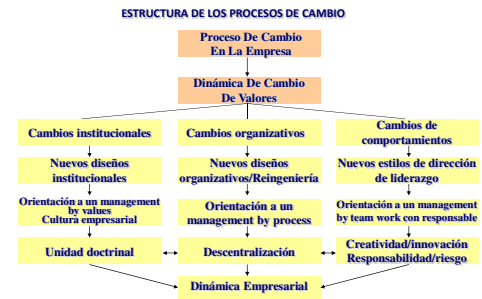 ESTRUCTURA DE LOS PROCESOS DE CAMBIO
Proceso De Cambio
En La Empresa
Dinámica De Cambio
De Valores
Cambios institucionales
Cambios organizativos
Cambios de
comportamientos
Nuevos diseños
institucionales
Nuevos diseños
organizativos/Reingeniería
Nuevos estilos de dirección
de liderazgo
Orientación a un management
by values
Cultura empresarial
Orientación a un
management by process
Orientación a un management
by team work con responsable
Unidad doctrinal
Descentralización
Creatividad/innovación
Responsabilidad/riesgo
Dinámica Empresarial